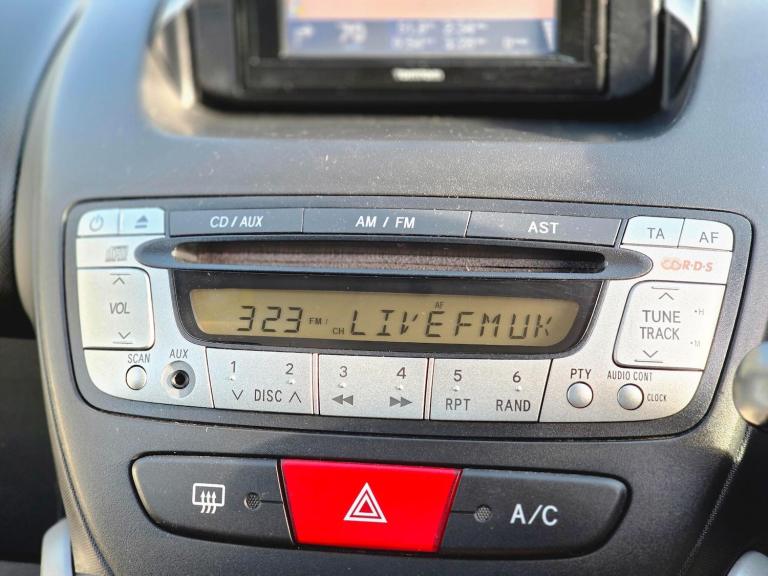 TOMTOM
CD / AUX AM / FM AST TA AF
R·D·S
VOL
323 FM / CH AF LIVEFMUK
TUNE TRACK ·H ·M
SCAN AUX 1 2 3 4 5 6 PTY AUDIO CONT
DISC RPT RAND CLOCK
A/C